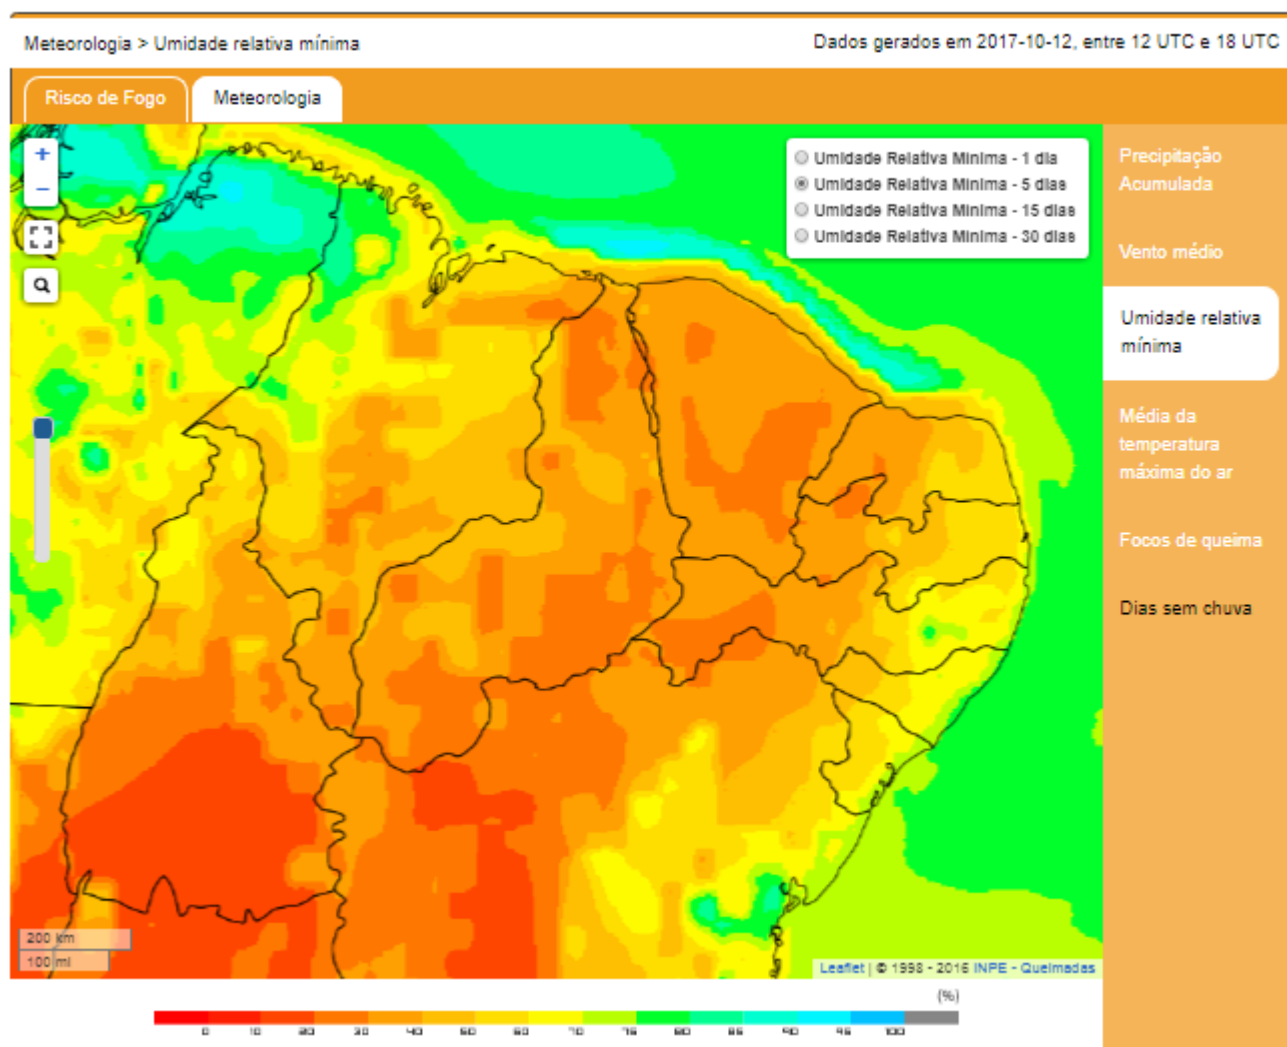 Meteorologia > Umidade relativa mínima
Dados gerados em 2017-10-12, entre 12 UTC e 18 UTC
Risco de Fogo
Meteorologia
+
−
Umidade Relativa Minima - 1 dia
Umidade Relativa Minima - 5 dias
Umidade Relativa Minima - 15 dias
Umidade Relativa Minima - 30 dias
Precipitação
Acumulada
Vento médio
Umidade relativa
mínima
Média da
temperatura
máxima do ar
Focos de queima
Dias sem chuva
200 km
100 mi
Leaflet | © 1998 - 2016 INPE - Queimadas
(%)
0 10 20 30 40 50 60 70 75 80 85 90 95 100